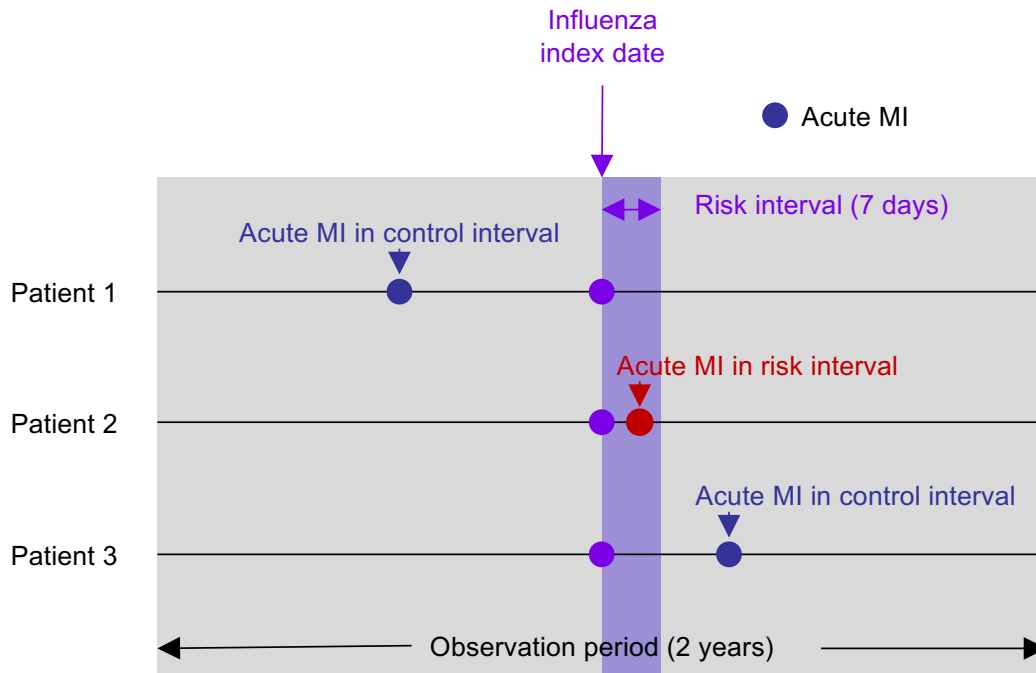 Influenza
index date
Acute MI
Risk interval (7 days)
Acute MI in control interval
Patient 1
Acute MI in risk interval
Patient 2
Acute MI in control interval
Patient 3
Observation period (2 years)